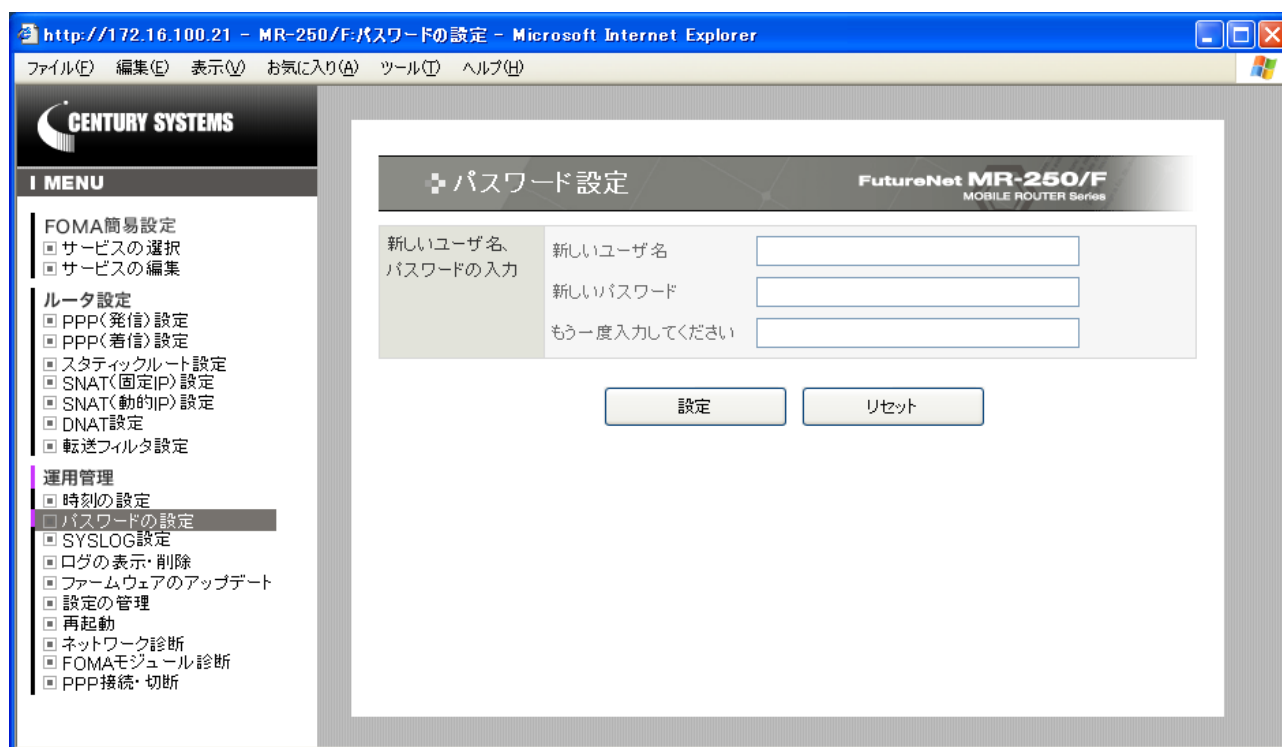 http://172.16.100.21 - MR-250/F:パスワードの設定 - Microsoft Internet Explorer
ファイル(F) 編集(E) 表示(V) お気に入り(A) ツール(T) ヘルプ(H)
CENTURY SYSTEMS
MENU
FOMA簡易設定
サービスの選択
サービスの編集
ルータ設定
PPP(発信)設定
PPP(着信)設定
スタティックルート設定
SNAT(固定IP)設定
SNAT(動的IP)設定
DNAT設定
転送フィルタ設定
運用管理
時刻の設定
パスワードの設定
SYSLOG設定
ログの表示・削除
ファームウェアのアップデート
設定の管理
再起動
ネットワーク診断
FOMAモジュール診断
PPP接続・切断
パスワード設定
FutureNet MR-250/F
MOBILE ROUTER Series
新しいユーザ名、
パスワードの入力
新しいユーザ名
新しいパスワード
もう一度入力してください
設定 リセット